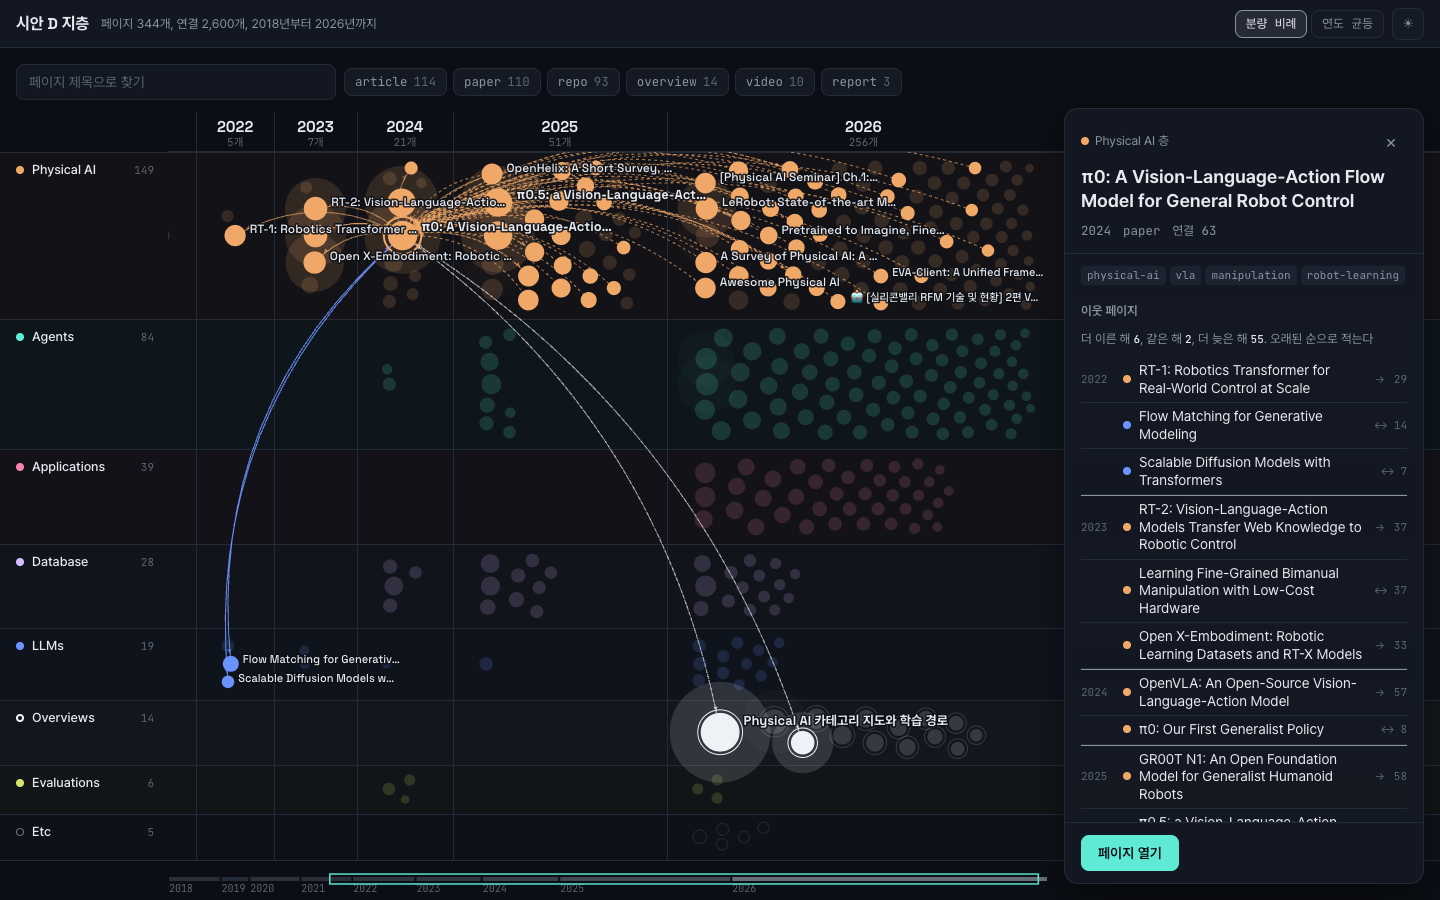 시안 D 지층
페이지 344개, 연결 2,600개, 2018년부터 2026년까지
분량 비례
연도 균등
페이지 제목으로 찾기
article 114
paper 110
repo 93
overview 14
video 10
report 3
2022
5개
2023
7개
2024
21개
2025
51개
2026
256개
Physical AI 149
Agents 84
Applications 39
Database 28
LLMs 19
Overviews 14
Evaluations 6
Etc 5
OpenHelix: A Short Survey, ...
[Physical AI Seminar] Ch.1:...
π0.5: a Vision-Language-Act...
RT-2: Vision-Language-Actio...
LeRobot: State-of-the-art M...
RT-1: Robotics Transformer ...
π0: A Vision-Language-Actio...
Pretrained to Imagine, Fine...
Open X-Embodiment: Robotic ...
A Survey of Physical AI: A ...
EVA-Client: A Unified Frame...
Awesome Physical AI
[실리콘밸리 RFM 기술 및 현황] 2편 V...
Flow Matching for Generativ...
Scalable Diffusion Models w...
Physical AI 카테고리 지도와 학습 경로
2018
2019
2020
2021
2022
2023
2024
2025
2026
Physical AI 층
×
π0: A Vision-Language-Action Flow
Model for General Robot Control
2024 paper 연결 63
physical-ai
vla
manipulation
robot-learning
이웃 페이지
더 이른 해 6, 같은 해 2, 더 늦은 해 55. 오래된 순으로 적는다
2022
RT-1: Robotics Transformer for
Real-World Control at Scale
→ 29
Flow Matching for Generative
Modeling
↔ 14
Scalable Diffusion Models with
Transformers
↔ 7
2023
RT-2: Vision-Language-Action
Models Transfer Web Knowledge to
Robotic Control
→ 37
Learning Fine-Grained Bimanual
Manipulation with Low-Cost
Hardware
↔ 37
Open X-Embodiment: Robotic
Learning Datasets and RT-X Models
→ 33
2024
OpenVLA: An Open-Source Vision-
Language-Action Model
→ 57
π0: Our First Generalist Policy
↔ 8
2025
GR00T N1: An Open Foundation
Model for Generalist Humanoid
Robots
→ 58
π0.5: a Vision-Language-Action
페이지 열기